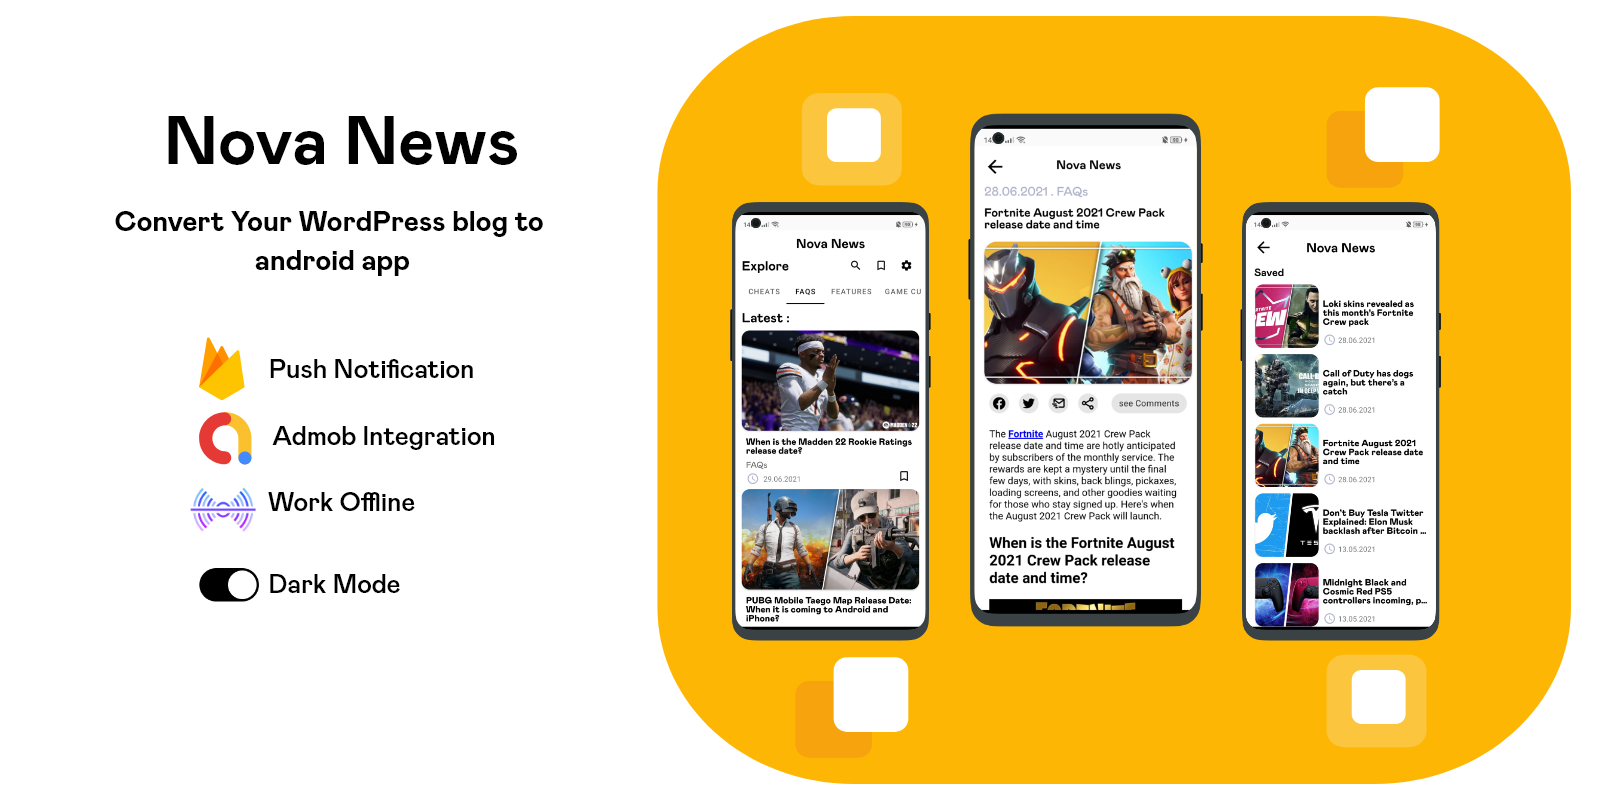 Nova News
Convert Your WordPress blog to
android app
Push Notification
Admob Integration
Work Offline
Dark Mode
Nova News
Explore
CHEATS FAQS FEATURES GAME CU
Latest :
MADDEN 22
When is the Madden 22 Rookie Ratings
release date?
FAQs
29.06.2021
PUBG Mobile Taego Map Release Date:
When it is coming to Android and
iPhone?
Nova News
28.06.2021 . FAQs
Fortnite August 2021 Crew Pack
release date and time
see Comments
The Fortnite August 2021 Crew Pack
release date and time are hotly anticipated
by subscribers of the monthly service. The
rewards are kept a mystery until the final
few days, with skins, back blings, pickaxes,
loading screens, and other goodies waiting
for those who stay signed up. Here's when
the August 2021 Crew Pack will launch.
When is the Fortnite August
2021 Crew Pack release
date and time?
Nova News
Saved
Loki skins revealed as
this month's Fortnite
Crew pack
28.06.2021
Call of Duty has dogs
again, but there's a
catch
28.06.2021
Fortnite August 2021
Crew Pack release date
and time
28.06.2021
Don't Buy Tesla Twitter
Explained: Elon Musk
backlash after Bitcoin ...
13.05.2021
Midnight Black and
Cosmic Red PS5
controllers incoming, p...
13.05.2021